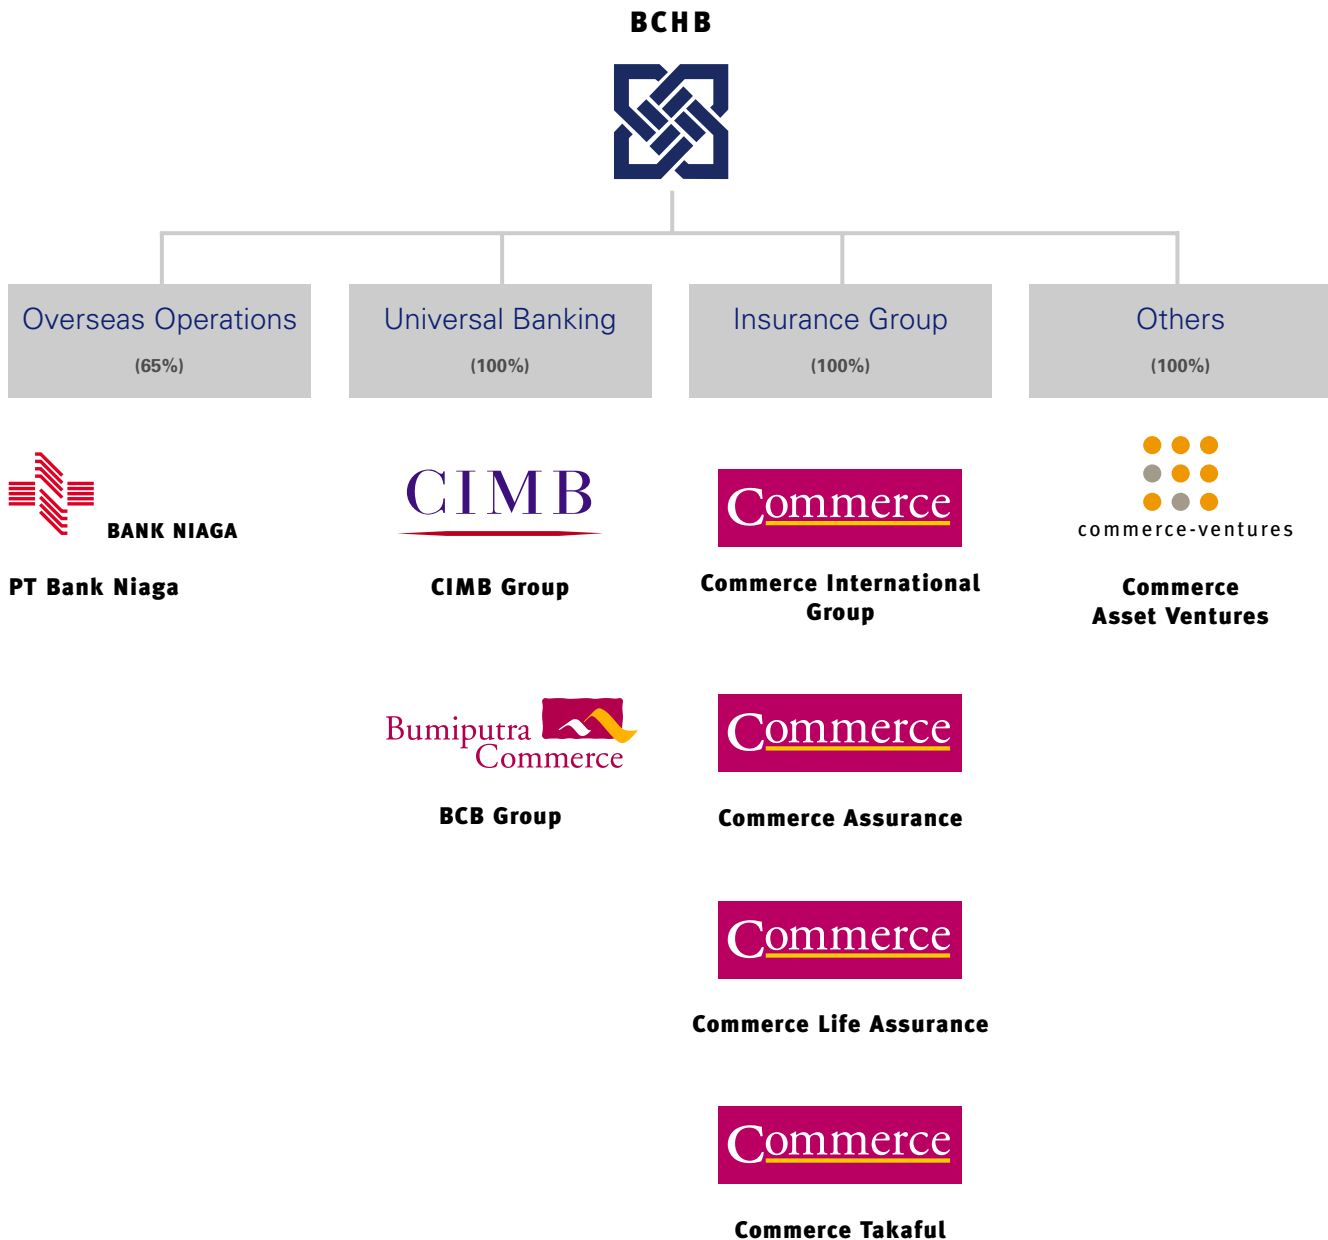 BCHB
Overseas Operations
(65%)
Universal Banking
(100%)
Insurance Group
(100%)
Others
(100%)
BANK NIAGA
PT Bank Niaga
CIMB
CIMB Group
Bumiputra
Commerce
BCB Group
Commerce
Commerce International
Group
Commerce
Commerce Assurance
Commerce
Commerce Life Assurance
Commerce
Commerce Takaful
commerce-ventures
Commerce
Asset Ventures